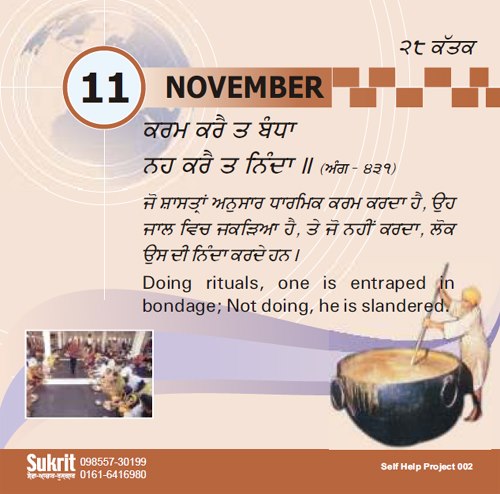 ੨੮ ਕੱਤਕ
11 NOVEMBER
ਕਰਮ ਕਰੈ ਤ ਬੰਧਾ
ਨਹ ਕਰੈ ਤ ਨਿੰਦਾ ॥ (ਅੰਗ - ੪੩੧)
ਜੋ ਸ਼ਾਸਤ੍ਰਾਂ ਅਨੁਸਾਰ ਧਾਰਮਿਕ ਕਰਮ ਕਰਦਾ ਹੈ, ਉਹ
ਜਾਲ ਵਿਚ ਜਕੜਿਆ ਹੈ, ਤੇ ਜੋ ਨਹੀਂ ਕਰਦਾ, ਲੋਕ
ਉਸ ਦੀ ਨਿੰਦਾ ਕਰਦੇ ਹਨ।
Doing rituals, one is entraped in
bondage; Not doing, he is slandered.
Sukrit 098557-30199
0161-6416980
Self Help Project 002